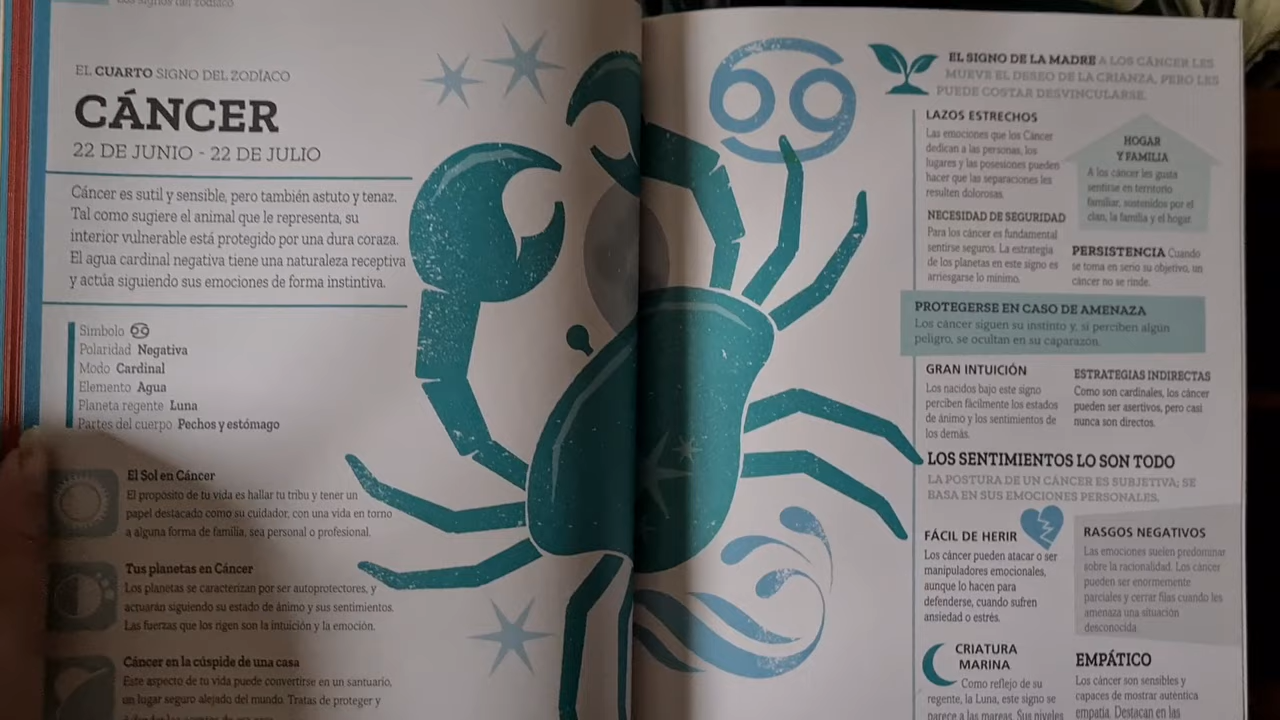 Los signos del zodíaco
EL CUARTO SIGNO DEL ZODÍACO
CÁNCER
22 DE JUNIO - 22 DE JULIO
Cáncer es sutil y sensible, pero también astuto y tenaz.
Tal como sugiere el animal que le representa, su
interior vulnerable está protegido por una dura coraza.
El agua cardinal negativa tiene una naturaleza receptiva
y actúa siguiendo sus emociones de forma instintiva.
Símbolo ♋
Polaridad Negativa
Modo Cardinal
Elemento Agua
Planeta regente Luna
Partes del cuerpo Pechos y estómago
El Sol en Cáncer
El propósito de tu vida es hallar tu tribu y tener un
papel destacado como su cuidador, con una vida en torno
a alguna forma de familia, sea personal o profesional.
Tus planetas en Cáncer
Los planetas se caracterizan por ser autoprotectores, y
actuarán siguiendo su estado de ánimo y sus sentimientos.
Las fuerzas que los rigen son la intuición y la emoción.
Cáncer en la cúspide de una casa
Este aspecto de tu vida puede convertirse en un santuario,
un lugar seguro alejado del mundo. Tratas de proteger y
EL SIGNO DE LA MADRE A LOS CÁNCER LES
MUEVE EL DESEO DE LA CRIANZA, PERO LES
PUEDE COSTAR DESVINCULARSE.
LAZOS ESTRECHOS
Las emociones que los Cáncer
dedican a las personas, los
lugares y las posesiones pueden
hacer que las separaciones les
resulten dolorosas.
HOGAR
Y FAMILIA
A los cáncer les gusta
sentirse en territorio
familiar, sostenidos por el
clan, la familia y el hogar.
NECESIDAD DE SEGURIDAD
Para los cáncer es fundamental
sentirse seguros. La estrategia
de los planetas en este signo es
arriesgarse lo mínimo.
PERSISTENCIA Cuando
se toma en serio su objetivo, un
cáncer no se rinde.
PROTEGERSE EN CASO DE AMENAZA
Los cáncer siguen su instinto y, si perciben algún
peligro, se ocultan en su caparazón.
GRAN INTUICIÓN
Los nacidos bajo este signo
perciben fácilmente los estados
de ánimo y los sentimientos de
los demás.
ESTRATEGIAS INDIRECTAS
Como son cardinales, los cáncer
pueden ser asertivos, pero casi
nunca son directos.
LOS SENTIMIENTOS LO SON TODO
LA POSTURA DE UN CÁNCER ES SUBJETIVA; SE
BASA EN SUS EMOCIONES PERSONALES.
FÁCIL DE HERIR
Los cáncer pueden atacar o ser
manipuladores emocionales,
aunque lo hacen para
defenderse, cuando sufren
ansiedad o estrés.
RASGOS NEGATIVOS
Las emociones suelen predominar
sobre la racionalidad. Los cáncer
pueden ser enormemente
parciales y cerrar filas cuando les
amenaza una situación
desconocida.
CRIATURA
MARINA
Como reflejo de su
regente, la Luna, este signo se
parece a las mareas. Sus niveles
EMPÁTICO
Los cáncer son sensibles y
capaces de mostrar auténtica
empatía. Destacan en las